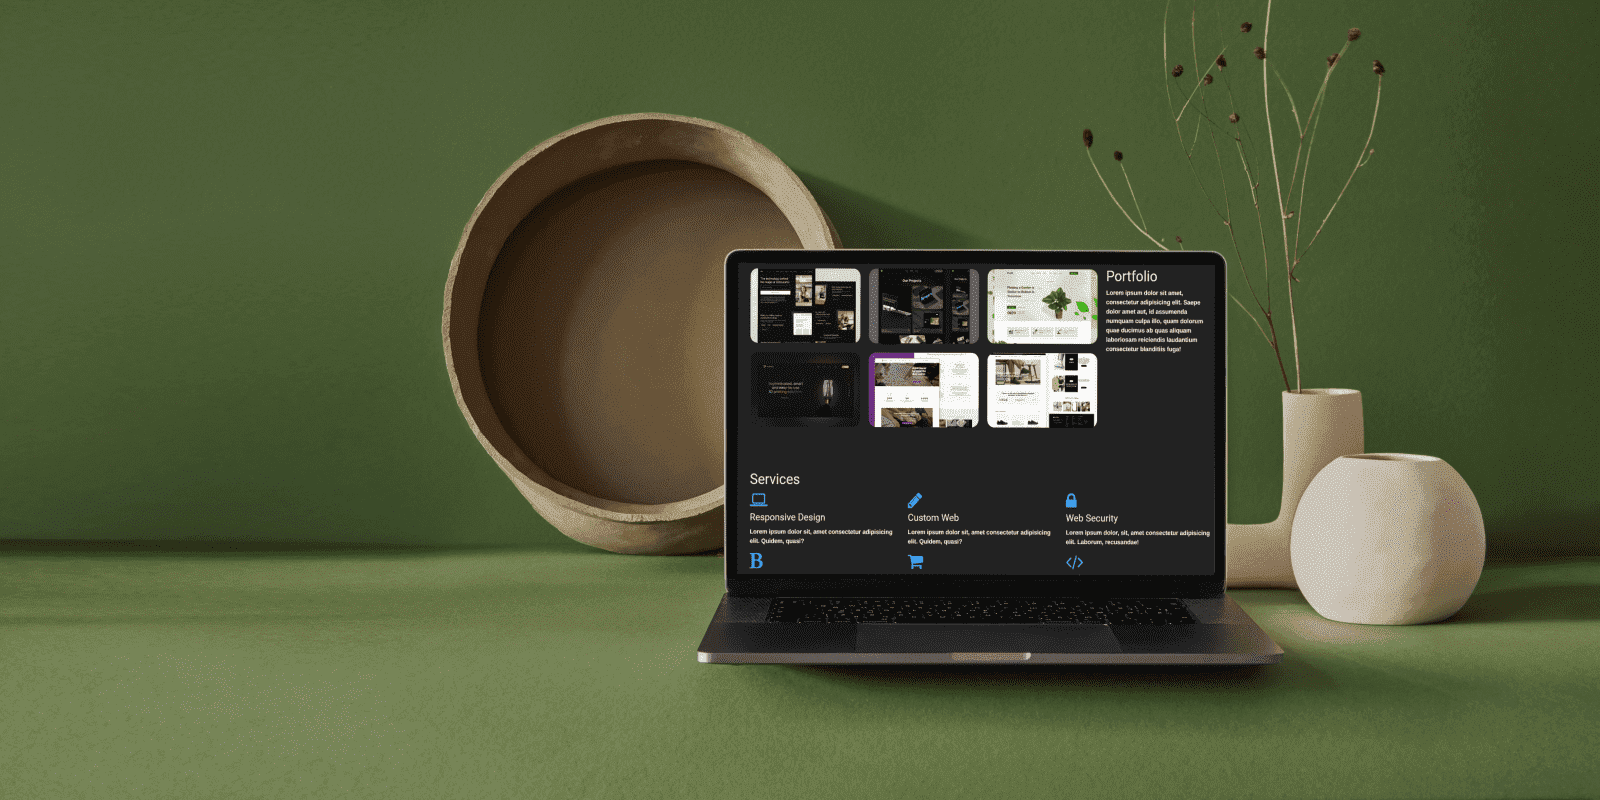 Our Projects
Portfolio
Lorem ipsum dolor sit amet,
consectetur adipisicing elit. Saepe
dolor amet aut, id assumenda
numquam culpa illo, quam dolorum
quae ducimus ab quas aliquam
laboriosam reiciendis laudantium
consectetur blanditiis fuga!
Services
Responsive Design
Lorem ipsum dolor sit, amet consectetur adipisicing
elit. Quidem, quasi?
Custom Web
Lorem ipsum dolor sit, amet consectetur adipisicing
elit. Quidem, quasi?
Web Security
Lorem ipsum dolor sit, amet consectetur adipisicing
elit. Laborum, recusandae!
B